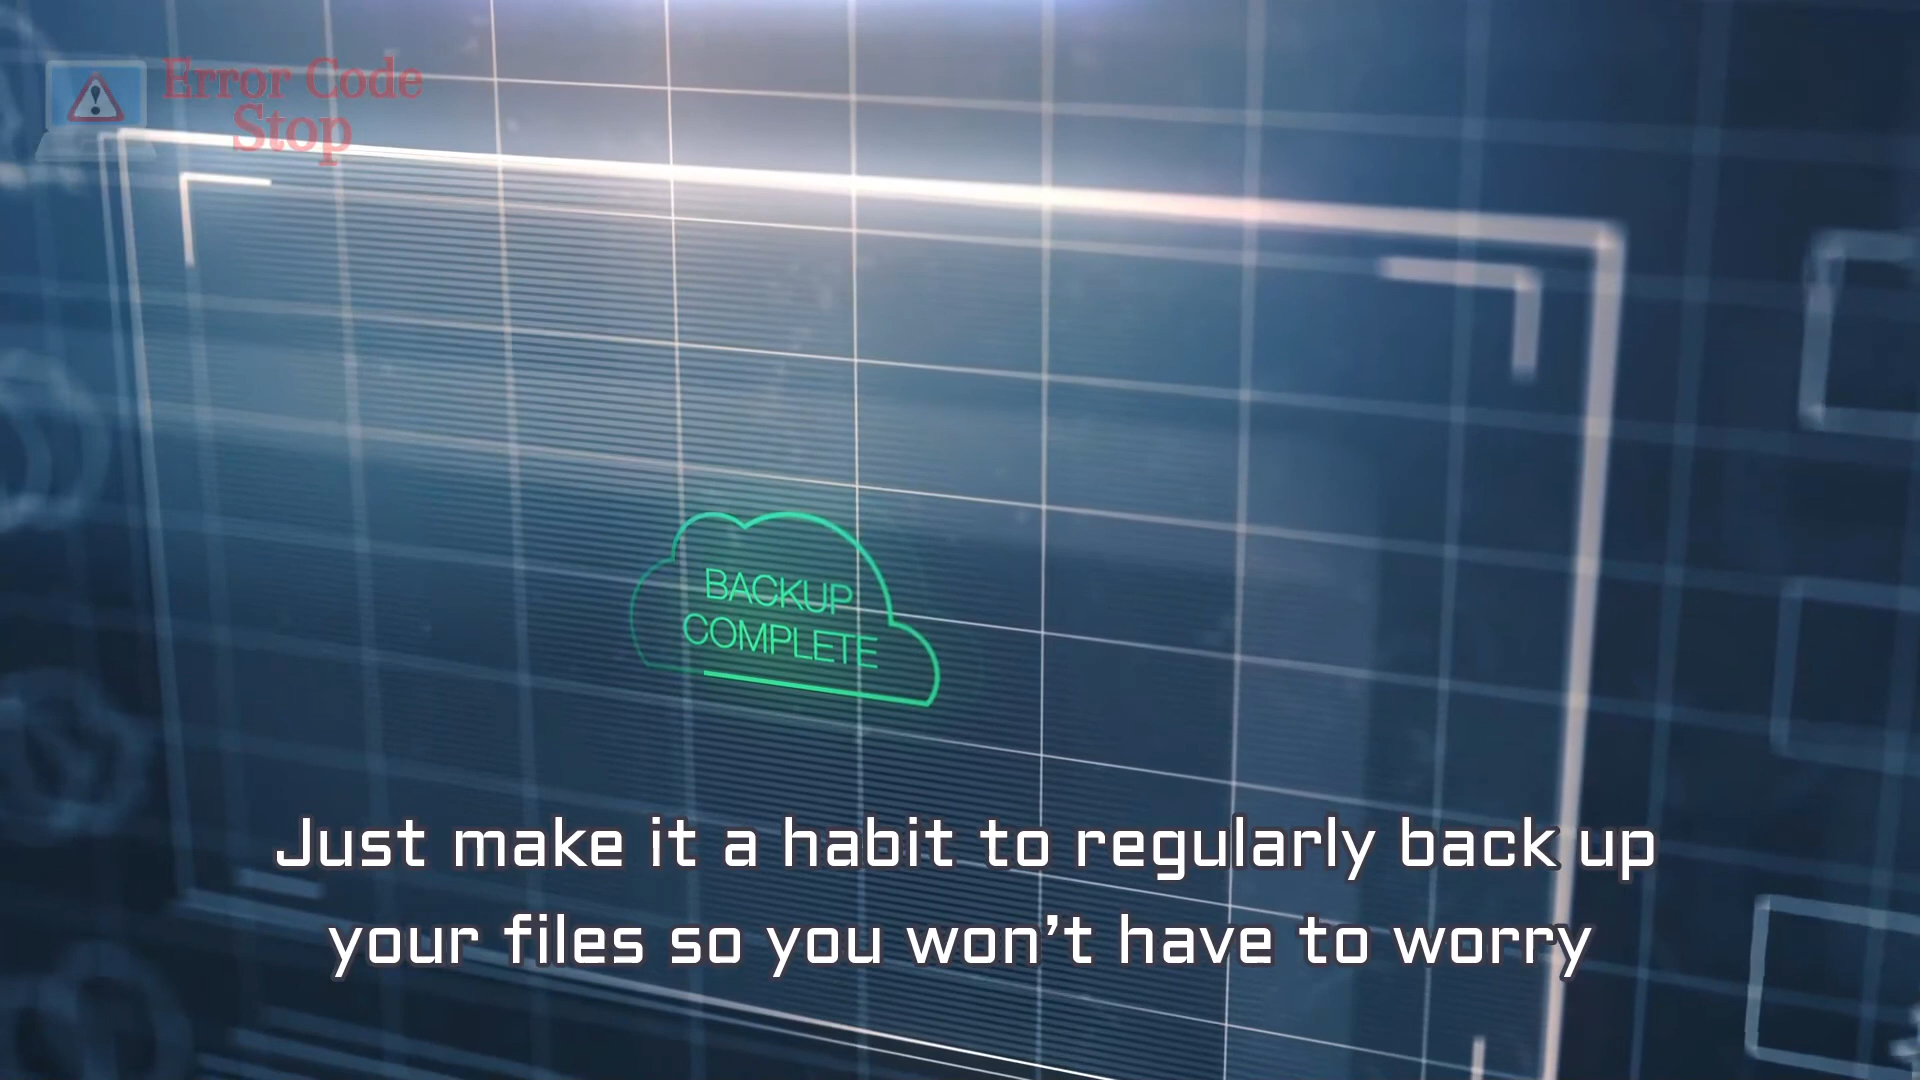 Error Code
Stop
BACKUP
COMPLETE
Just make it a habit to regularly back up
your files so you won't have to worry